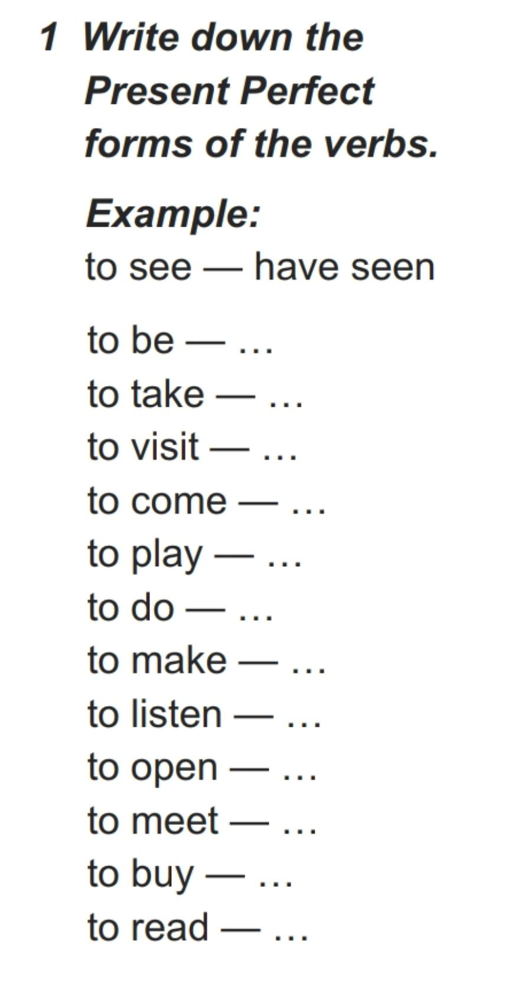 1 Write down the
Present Perfect
forms of the verbs.
Example:
to see — have seen
to be — ...
to take — ...
to visit — ...
to come — ...
to play — ...
to do — ...
to make — ...
to listen — ...
to open — ...
to meet — ...
to buy — ...
to read — ...